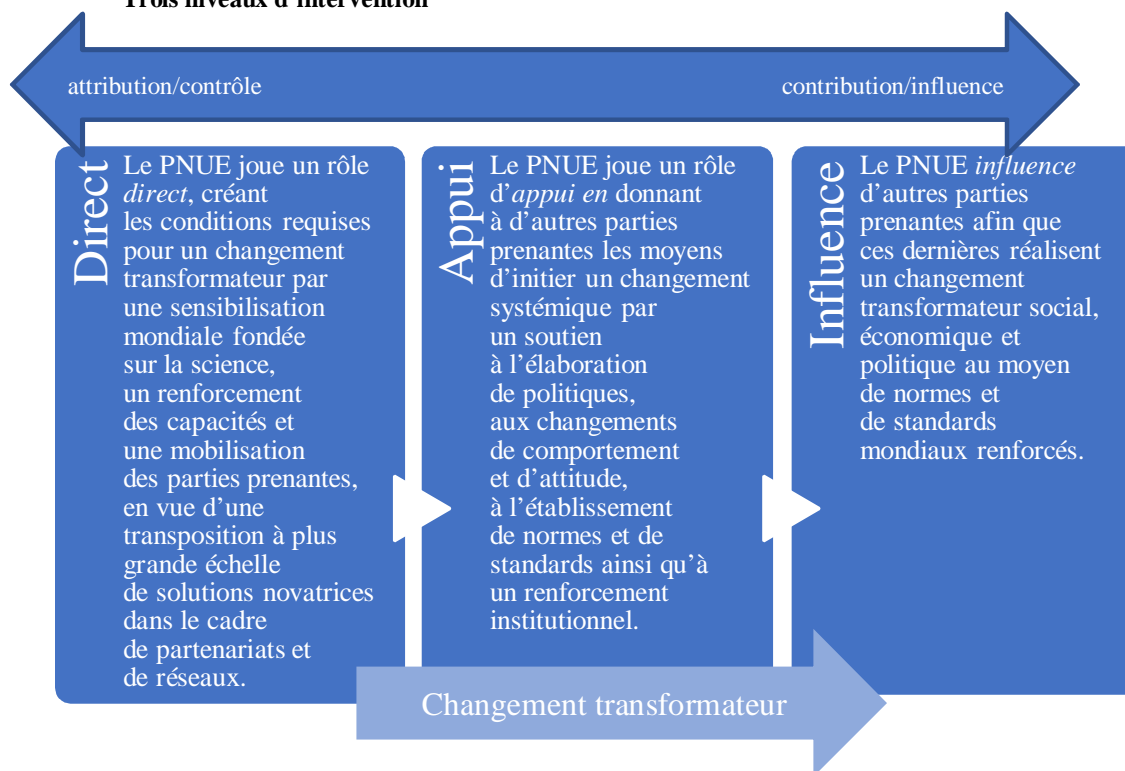 Trois niveaux d'intervention
attribution/contrôle
contribution/influence
Direct
Le PNUE joue un rôle
direct, créant
les conditions requises
pour un changement
transformateur par
une sensibilisation
mondiale fondée
sur la science,
un renforcement
des capacités et
une mobilisation
des parties prenantes,
en vue d'une
transposition à plus
grande échelle
de solutions novatrices
dans le cadre
de partenariats et
de réseaux.
Appui
Le PNUE joue un rôle
d'appui en donnant
à d'autres parties
prenantes les moyens
d'initier un changement
systémique par
un soutien
à l'élaboration
de politiques,
aux changements
de comportement
et d'attitude,
à l'établissement
de normes et de
standards ainsi qu'à
un renforcement
institutionnel.
Influence
Le PNUE influence
d'autres parties
prenantes afin que
ces dernières réalisent
un changement
transformateur social,
économique et
politique au moyen
de normes et
de standards
mondiaux renforcés.
Changement transformateur